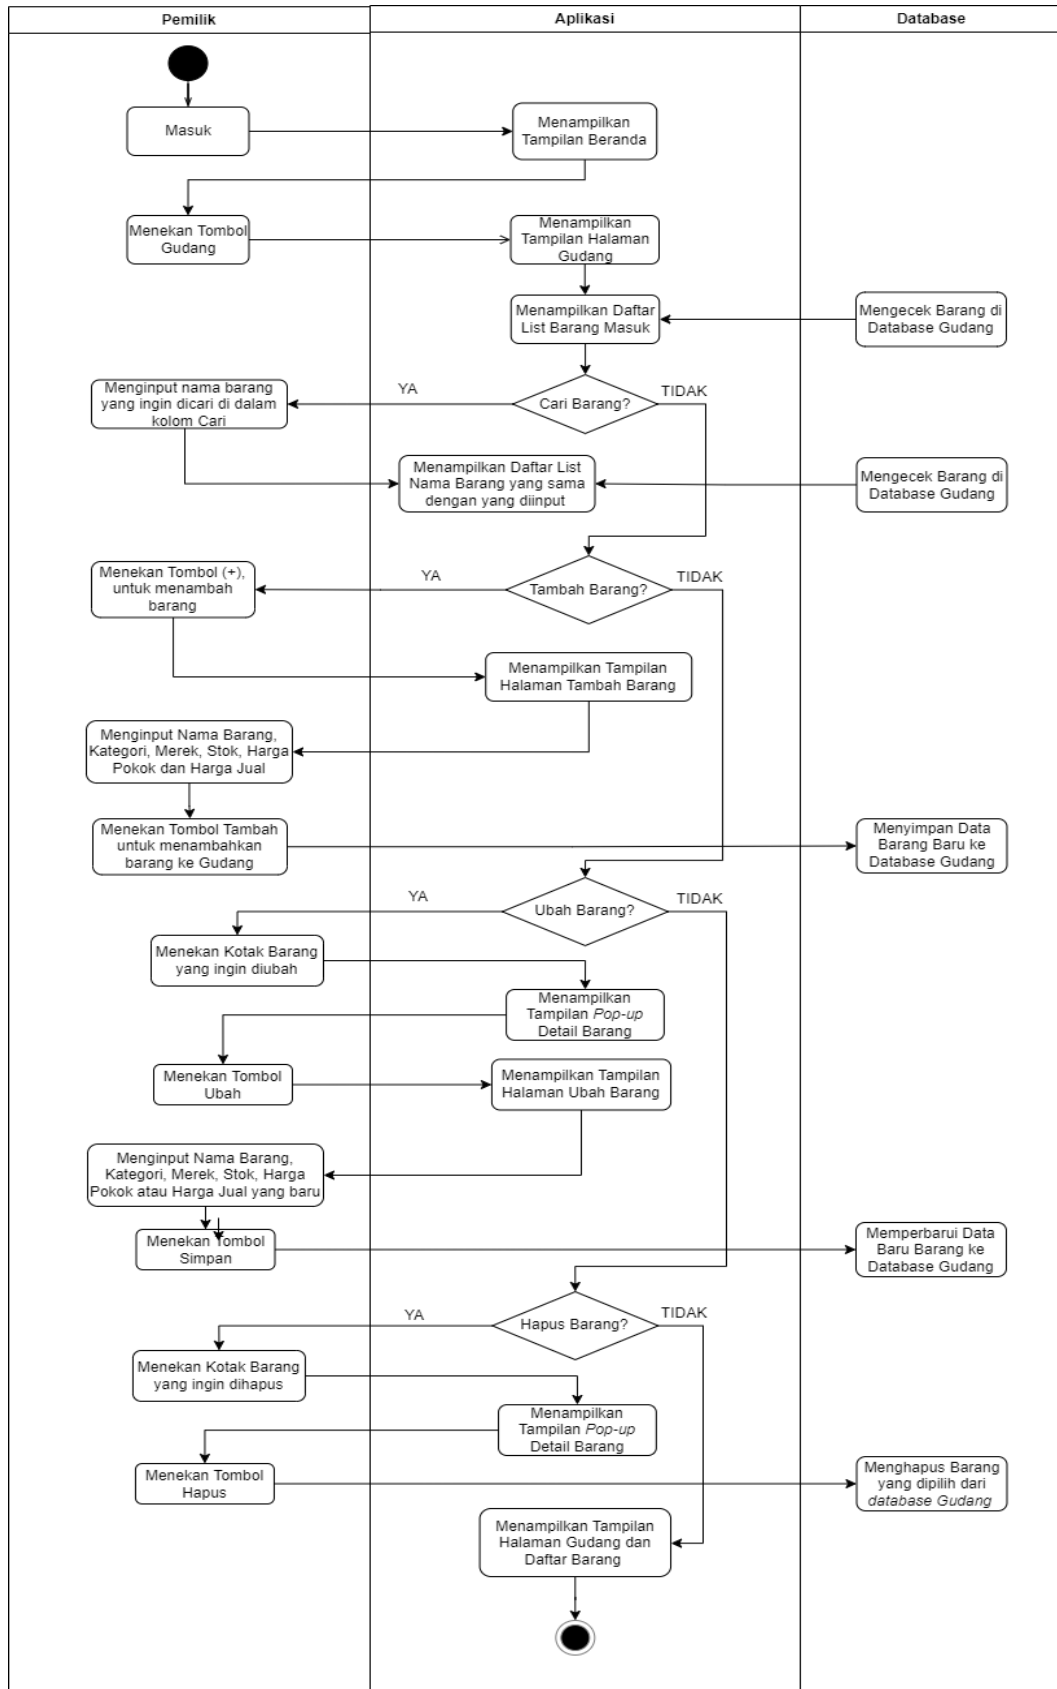 Pemilik
Aplikasi
Database
Masuk
Menampilkan
Tampilan Beranda
Menekan Tombol
Gudang
Menampilkan
Tampilan Halaman
Gudang
Menampilkan Daftar
List Barang Masuk
Mengecek Barang di
Database Gudang
YA
Cari Barang?
TIDAK
Menginput nama barang
yang ingin dicari di dalam
kolom Cari
Menampilkan Daftar List
Nama Barang yang sama
dengan yang diinput
Mengecek Barang di
Database Gudang
YA
Tambah Barang?
TIDAK
Menekan Tombol (+),
untuk menambah
barang
Menampilkan Tampilan
Halaman Tambah Barang
Menginput Nama Barang,
Kategori, Merek, Stok, Harga
Pokok dan Harga Jual
Menekan Tombol Tambah
untuk menambahkan
barang ke Gudang
Menyimpan Data
Barang Baru ke
Database Gudang
YA
Ubah Barang?
TIDAK
Menekan Kotak Barang
yang ingin diubah
Menampilkan
Tampilan Pop-up
Detail Barang
Menekan Tombol
Ubah
Menampilkan Tampilan
Halaman Ubah Barang
Menginput Nama Barang,
Kategori, Merek, Stok, Harga
Pokok atau Harga Jual yang baru
Menekan Tombol
Simpan
Memperbarui Data
Baru Barang ke
Database Gudang
YA
Hapus Barang?
TIDAK
Menekan Kotak Barang
yang ingin dihapus
Menampilkan
Tampilan Pop-up
Detail Barang
Menekan Tombol
Hapus
Menghapus Barang
yang dipilih dari
database Gudang
Menampilkan Tampilan
Halaman Gudang dan
Daftar Barang